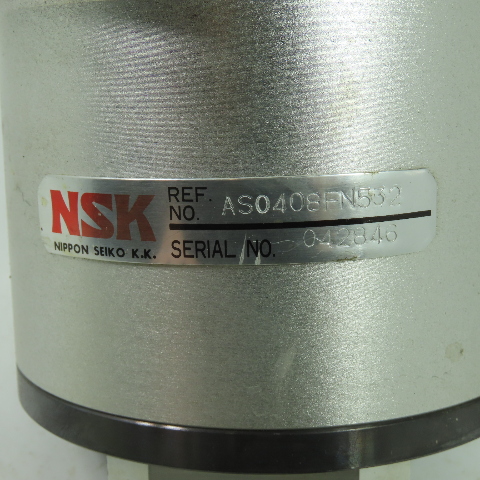 NSK
NIPPON SEIKO K.K.
REF. NO. AS0408FN532
SERIAL NO. 042846